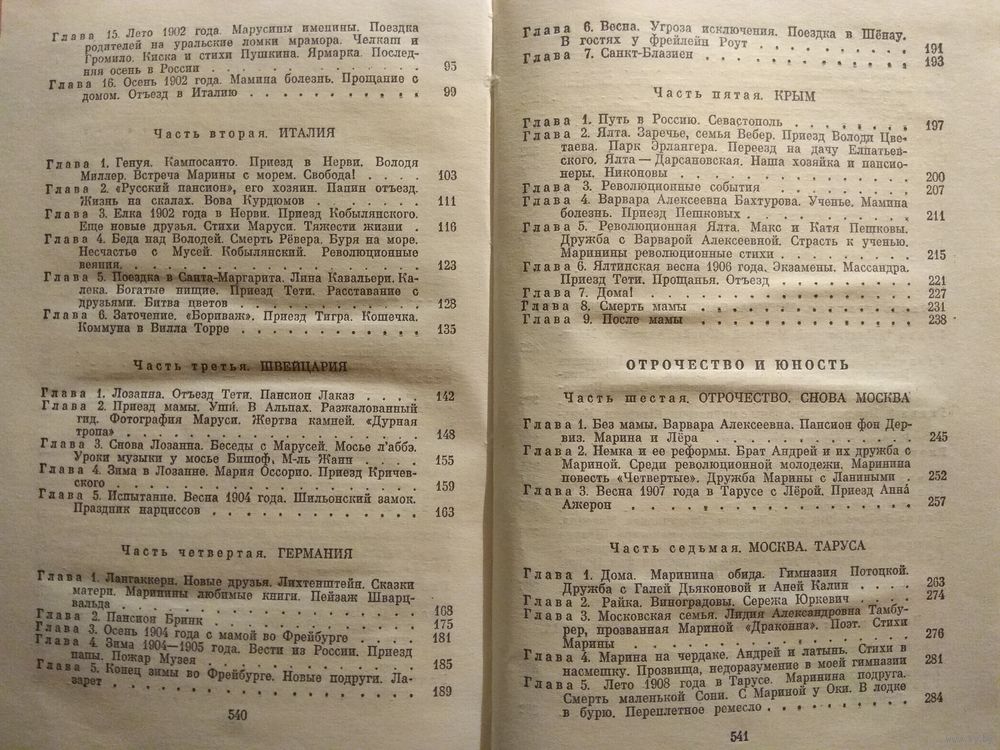 Глава 15. Лето 1902 года. Марусины именины. Поездка
родителей на уральские ломки мрамора. Челкаш и
Громило. Киска и стихи Пушкина. Ярмарка. Послед-
няя осень в России . . . . . . . . . . . 95
Глава 16. Осень 1902 года. Мамина болезнь. Прощание с
домом. Отъезд в Италию . . . . . . . . . 99
Часть вторая. ИТАЛИЯ
Глава 1. Генуя. Кампосанто. Приезд в Нерви. Володя
Миллер. Встреча Марины с морем. Свобода! . . . . 103
Глава 2. «Русский пансион», его хозяин. Папин отъезд.
Жизнь на скалах. Вова Курдюмов . . . . . . 111
Глава 3. Елка 1902 года в Нерви. Приезд Кобылянского.
Еще новые друзья. Стихи Маруси. Тяжести жизни . 116
Глава 4. Беда над Володей. Смерть Рёвера. Буря на море.
Несчастье с Мусей. Кобылянский. Революционные
веяния. . . . . . . . . . . . . . . 123
Глава 5. Поездка в Санта-Маргарита. Лина Кавальери. Ка-
лека. Богатые нищие. Приезд Тети. Расставание с
друзьями. Битва цветов . . . . . . . . . 128
Глава 6. Заточение. «Бориваж». Приезд Тигра. Кошечка.
Коммуна в Вилла Торре . . . . . . . . . 135
Часть третья. ШВЕЙЦАРИЯ
Глава 1. Лозанна. Отъезд Тети. Пансион Лаказ . . . . 142
Глава 2. Приезд мамы. Уши́. В Альпах. Разжалованный
гид. Фотография Маруси. Жертва камней. «Дурная
тропа» . . . . . . . . . . . . . . . 148
Глава 3. Снова Лозанна. Беседы с Марусей. Мосье л'аббэ.
Уроки музыки у мосье Бишоф, М-ль Жанн . . . . 155
Глава 4. Зима в Лозанне. Мария Оссорио. Приезд Кричев-
ского . . . . . . . . . . . . . . . 159
Глава 5. Испытание. Весна 1904 года. Шильонский замок.
Праздник нарциссов . . . . . . . . . . 163
Часть четвертая. ГЕРМАНИЯ
Глава 1. Лангаккерн. Новые друзья. Лихтенштейн. Сказки
матери. Маринины любимые книги. Пейзаж Шварц-
вальда . . . . . . . . . . . . . . . 168
Глава 2. Пансион Бринк . . . . . . . . . . 175
Глава 3. Осень 1904 года с мамой во Фрейбурге . . . . 181
Глава 4. Зима 1904—1905 года. Вести из России. Приезд
папы. Пожар Музея . . . . . . . . . . 185
Глава 5. Конец зимы во Фрейбурге. Новые подруги. Ла-
зарет . . . . . . . . . . . . . . . 189
540
Глава 6. Весна. Угроза исключения. Поездка в Шёнау.
В гостях у фрейлейн Роут . . . . . . . . 191
Глава 7. Санкт-Блазиен . . . . . . . . . . 193
Часть пятая. КРЫМ
Глава 1. Путь в Россию. Севастополь . . . . . . . 197
Глава 2. Ялта. Заречье, семья Вебер. Приезд Володи Цве-
таева. Парк Эрлангера. Переезд на дачу Елпатьев-
ского. Ялта — Дарсановская. Наша хозяйка и пансио-
неры. Никоновы . . . . . . . . . . . . 200
Глава 3. Революционные события . . . . . . . . 207
Глава 4. Варвара Алексеевна Бахтурова. Ученье. Мамина
болезнь. Приезд Пешковых . . . . . . . . 211
Глава 5. Революционная Ялта. Макс и Катя Пешковы.
Дружба с Варварой Алексеевной. Страсть к ученью.
Маринины революционные стихи . . . . . . . 215
Глава 6. Ялтинская весна 1906 года. Экзамены. Массандра.
Приезд Тети. Прощанья. Отъезд . . . . . . 221
Глава 7. Дома! . . . . . . . . . . . . . 227
Глава 8. Смерть мамы . . . . . . . . . . . 231
Глава 9. После мамы . . . . . . . . . . . 238
ОТРОЧЕСТВО И ЮНОСТЬ
Часть шестая. ОТРОЧЕСТВО. СНОВА МОСКВА
Глава 1. Без мамы. Варвара Алексеевна. Пансион фон Дер-
виз. Марина и Лёра . . . . . . . . . . 245
Глава 2. Немка и ее реформы. Брат Андрей и их дружба с
Мариной. Среди революционной молодежи. Маринина
повесть «Четвертые». Дружба Марины с Ланиными . 252
Глава 3. Весна 1907 года в Тарусе с Лёрой. Приезд Анна́
Ажерон . . . . . . . . . . . . . . 257
Часть седьмая. МОСКВА. ТАРУСА
Глава 1. Дома. Маринина обида. Гимназия Потоцкой.
Дружба с Галей Дьяконовой и Аней Калин . . . . 263
Глава 2. Райка. Виноградовы. Сережа Юркевич . . . . 274
Глава 3. Московская семья. Лидия Александровна Тамбу-
рер, прозванная Мариной «Драконна». Поэт. Стихи
Марины . . . . . . . . . . . . . . 276
Глава 4. Марина на чердаке. Андрей и латынь. Стихи в
насмешку. Прозвища, недоразумение в моей гимназии 281
Глава 5. Лето 1908 года в Тарусе. Маринина подруга.
Смерть маленькой Сони. С Мариной у Оки. В лодке
в бурю. Переплетное ремесло . . . . . . . . 284
541